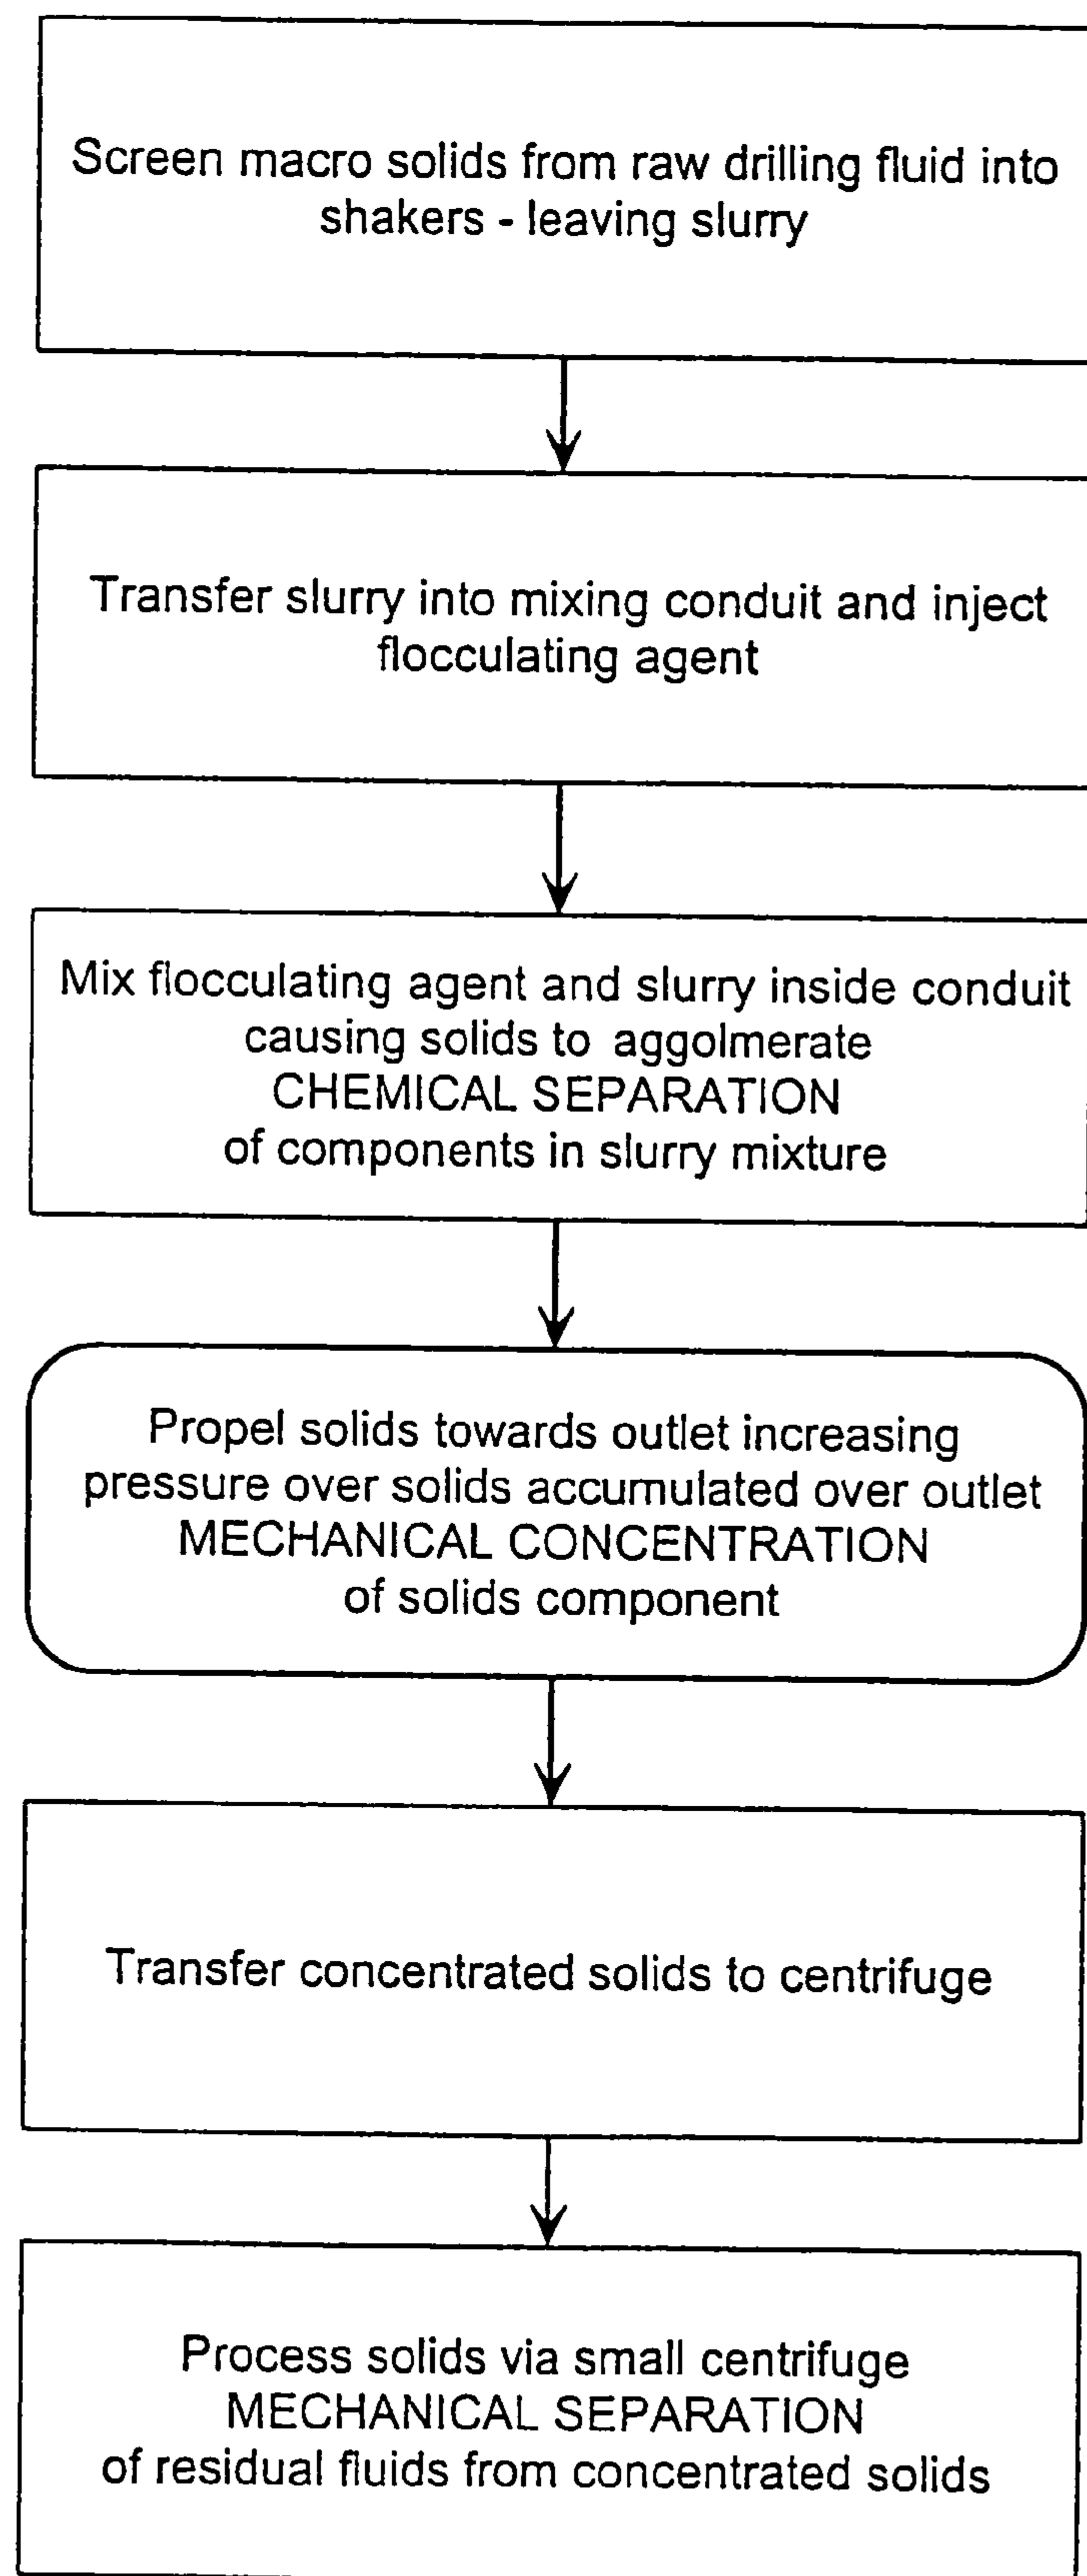 Screen macro solids from raw drilling fluid into
shakers - leaving slurry
Transfer slurry into mixing conduit and inject
flocculating agent
Mix flocculating agent and slurry inside conduit
causing solids to aggolmerate
CHEMICAL SEPARATION
of components in slurry mixture
Propel solids towards outlet increasing
pressure over solids accumulated over outlet
MECHANICAL CONCENTRATION
of solids component
Transfer concentrated solids to centrifuge
Process solids via small centrifuge
MECHANICAL SEPARATION
of residual fluids from concentrated solids